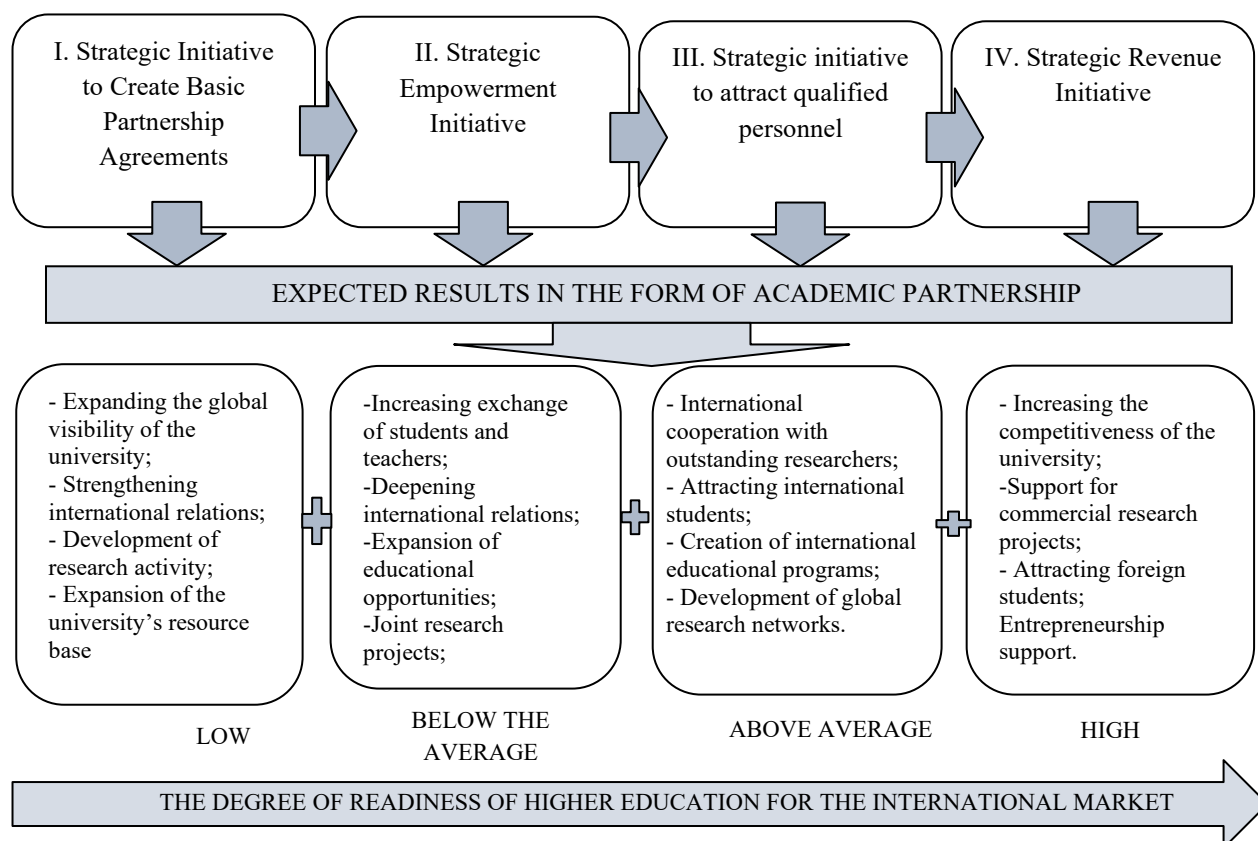 I. Strategic Initiative
to Create Basic
Partnership
Agreements
II. Strategic
Empowerment
Initiative
III. Strategic initiative
to attract qualified
personnel
IV. Strategic Revenue
Initiative
EXPECTED RESULTS IN THE FORM OF ACADEMIC PARTNERSHIP
- Expanding the global
visibility of the
university;
- Strengthening
international relations;
- Development of
research activity;
- Expansion of the
university’s resource
base
-Increasing exchange
of students and
teachers;
-Deepening
international relations;
-Expansion of
educational
opportunities;
-Joint research
projects;
- International
cooperation with
outstanding researchers;
- Attracting international
students;
- Creation of international
educational programs;
- Development of global
research networks.
- Increasing the
competitiveness of the
university;
-Support for
commercial research
projects;
- Attracting foreign
students;
Entrepreneurship
support.
LOW
BELOW THE
AVERAGE
ABOVE AVERAGE
HIGH
THE DEGREE OF READINESS OF HIGHER EDUCATION FOR THE INTERNATIONAL MARKET